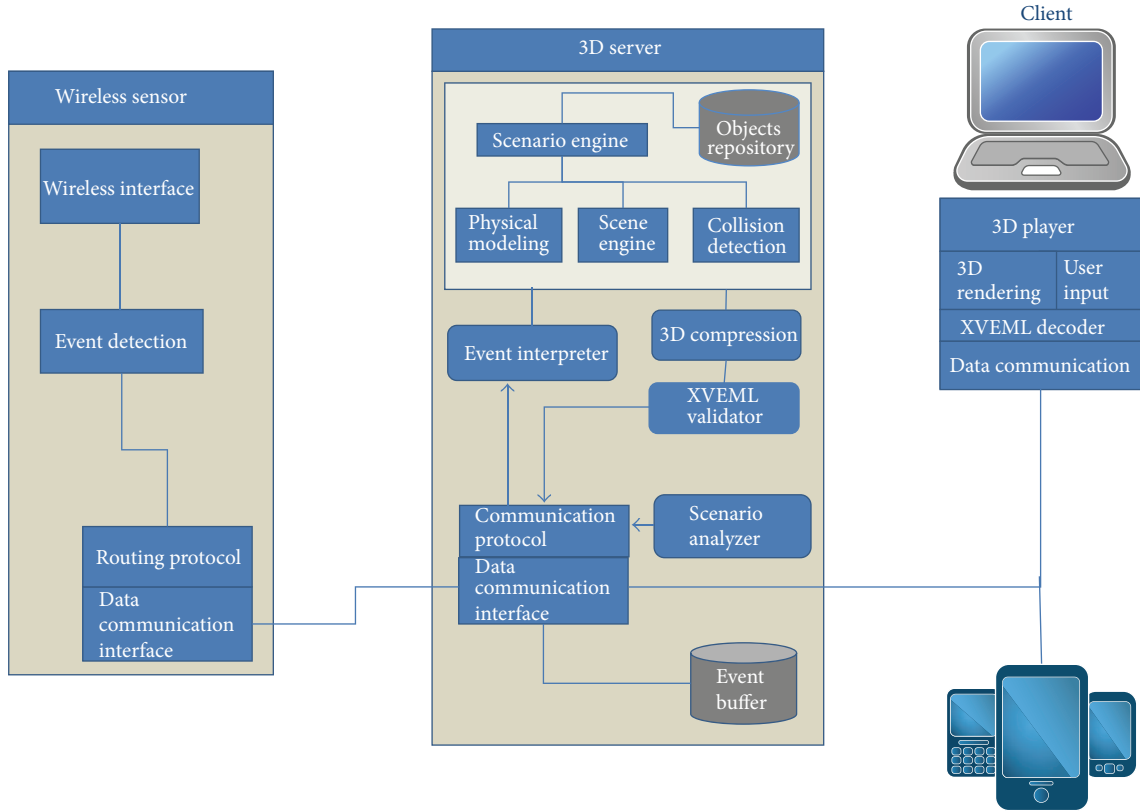 Wireless sensor
Wireless interface
Event detection
Routing protocol
Data
communication
interface
3D server
Scenario engine
Objects
repository
Physical
modeling
Scene
engine
Collision
detection
Event interpreter
3D compression
XVEML
validator
Communication
protocol
Scenario
analyzer
Data
communication
interface
Event
buffer
Client
3D player
3D
rendering
User
input
XVEML decoder
Data communication